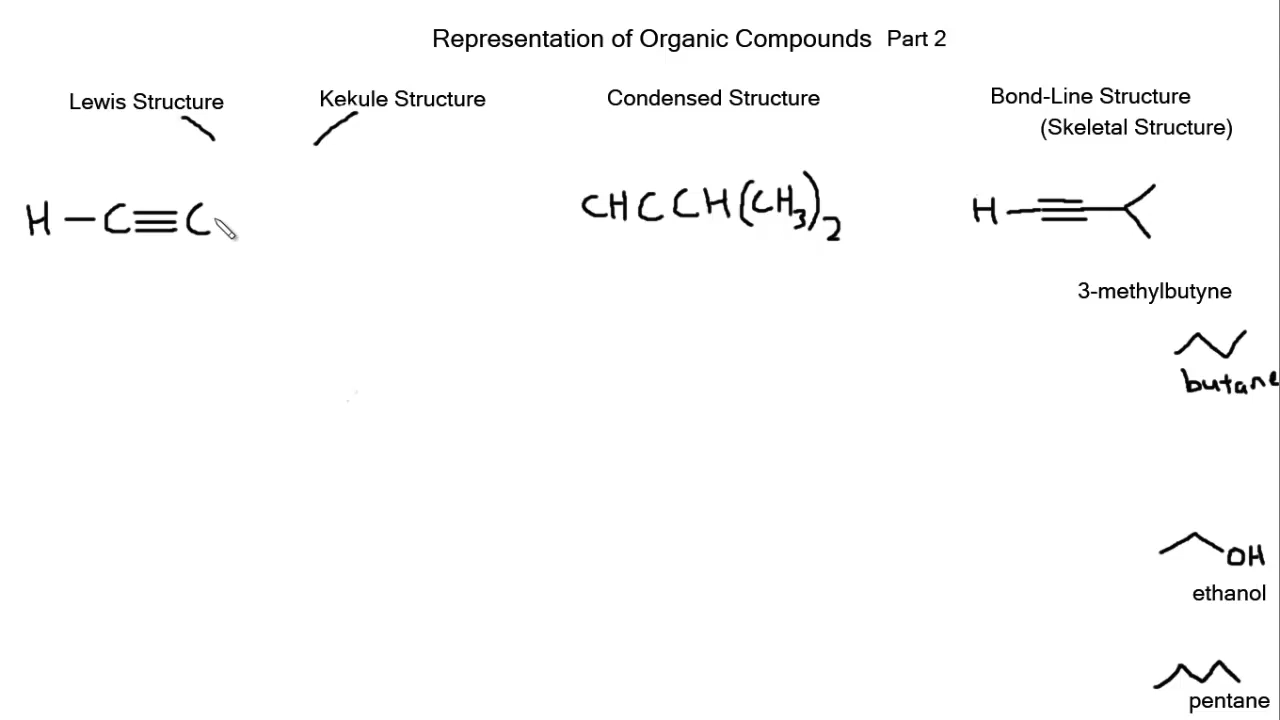 Representation of Organic Compounds Part 2
Lewis Structure
Kekule Structure
Condensed Structure
Bond-Line Structure
(Skeletal Structure)
H—C≡C
CHCCH(CH₃)₂
H
3-methylbutyne
butane
OH
ethanol
pentane